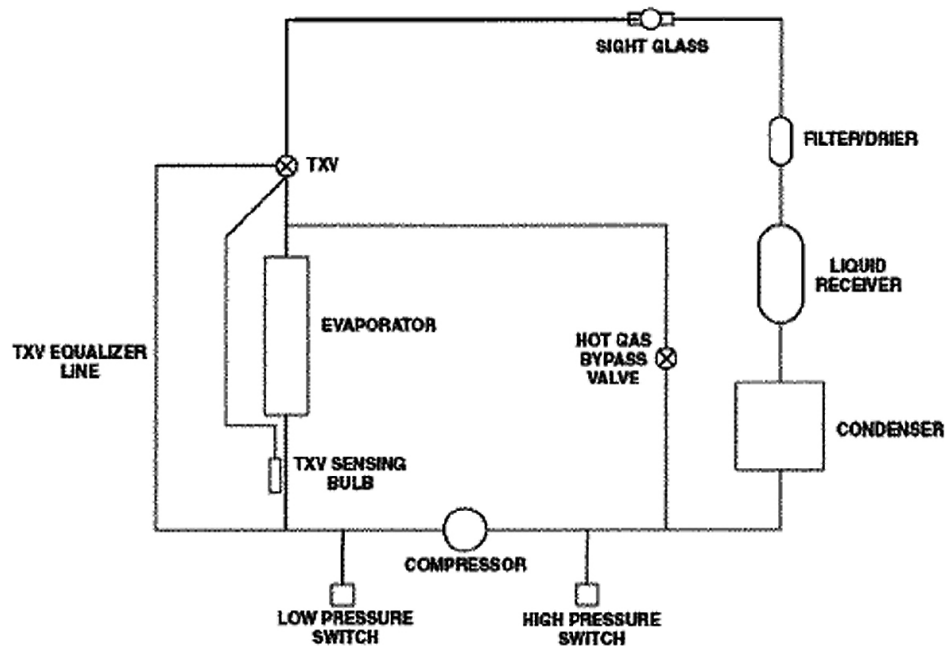 SIGHT GLASS
FILTER/DRIER
TXV
LIQUID
RECEIVER
EVAPORATOR
TXV EQUALIZER
LINE
HOT GAS
BYPASS
VALVE
CONDENSER
TXV SENSING
BULB
COMPRESSOR
LOW PRESSURE
SWITCH
HIGH PRESSURE
SWITCH